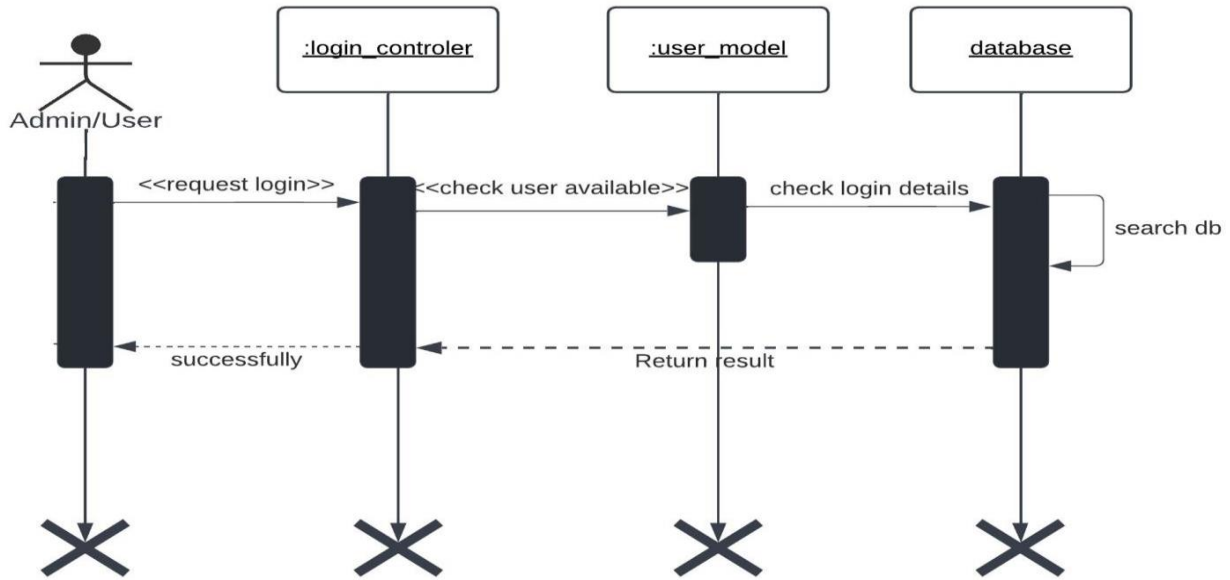 :login_controler
:user_model
database
Admin/User
<<request login>>
<<check user available>>
check login details
search db
successfully
Return result